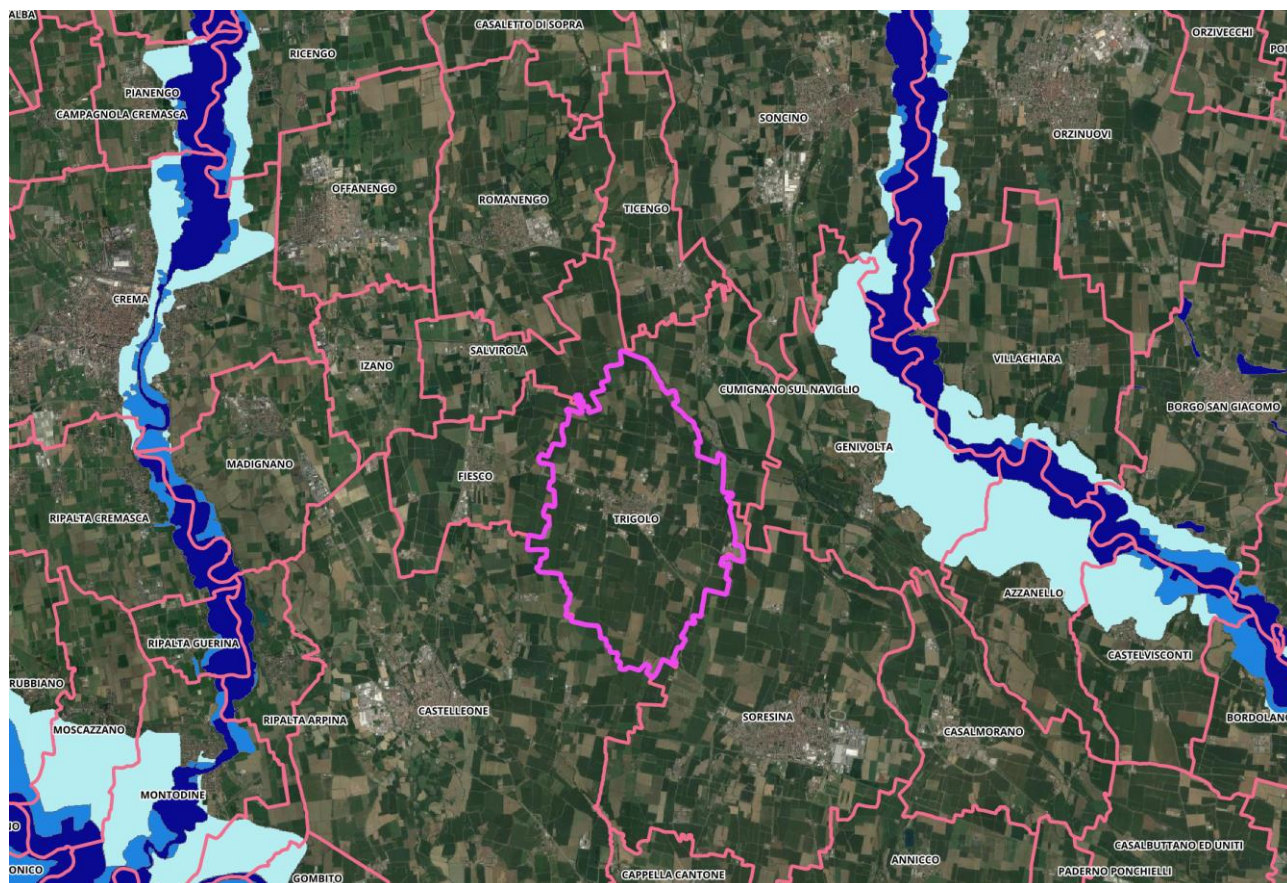 ALBA
CASALETTO DI SOPRA
RICENGO
ORZIVECCHI
PIANENGO
CAMPAGNOLA CREMASCA
SONCINO
ORZINUOVI
OFFANENGO
ROMANENGO
TICENGO
CREMA
SALVIROLA
IZANO
VILLACHIARA
CUMIGNANO SUL NAVIGLIO
BORGO SAN GIACOMO
GENIVOLTA
MADIGNANO
FIESCO
RIPALTA CREMASCA
TRIGOLO
AZZANELLO
RIPALTA GUERINA
CASTELVISCONTI
RUBBIANO
MOSCAZZANO
RIPALTA ARPINA
CASTELLEONE
SORESINA
BORDOLANO
CASALMORANO
MONTODINE
CASALBUTTANO ED UNITI
ANNICCO
ONICO
GOMBITO
CAPPELLA CANTONE
PADERNO PONCHIELLI